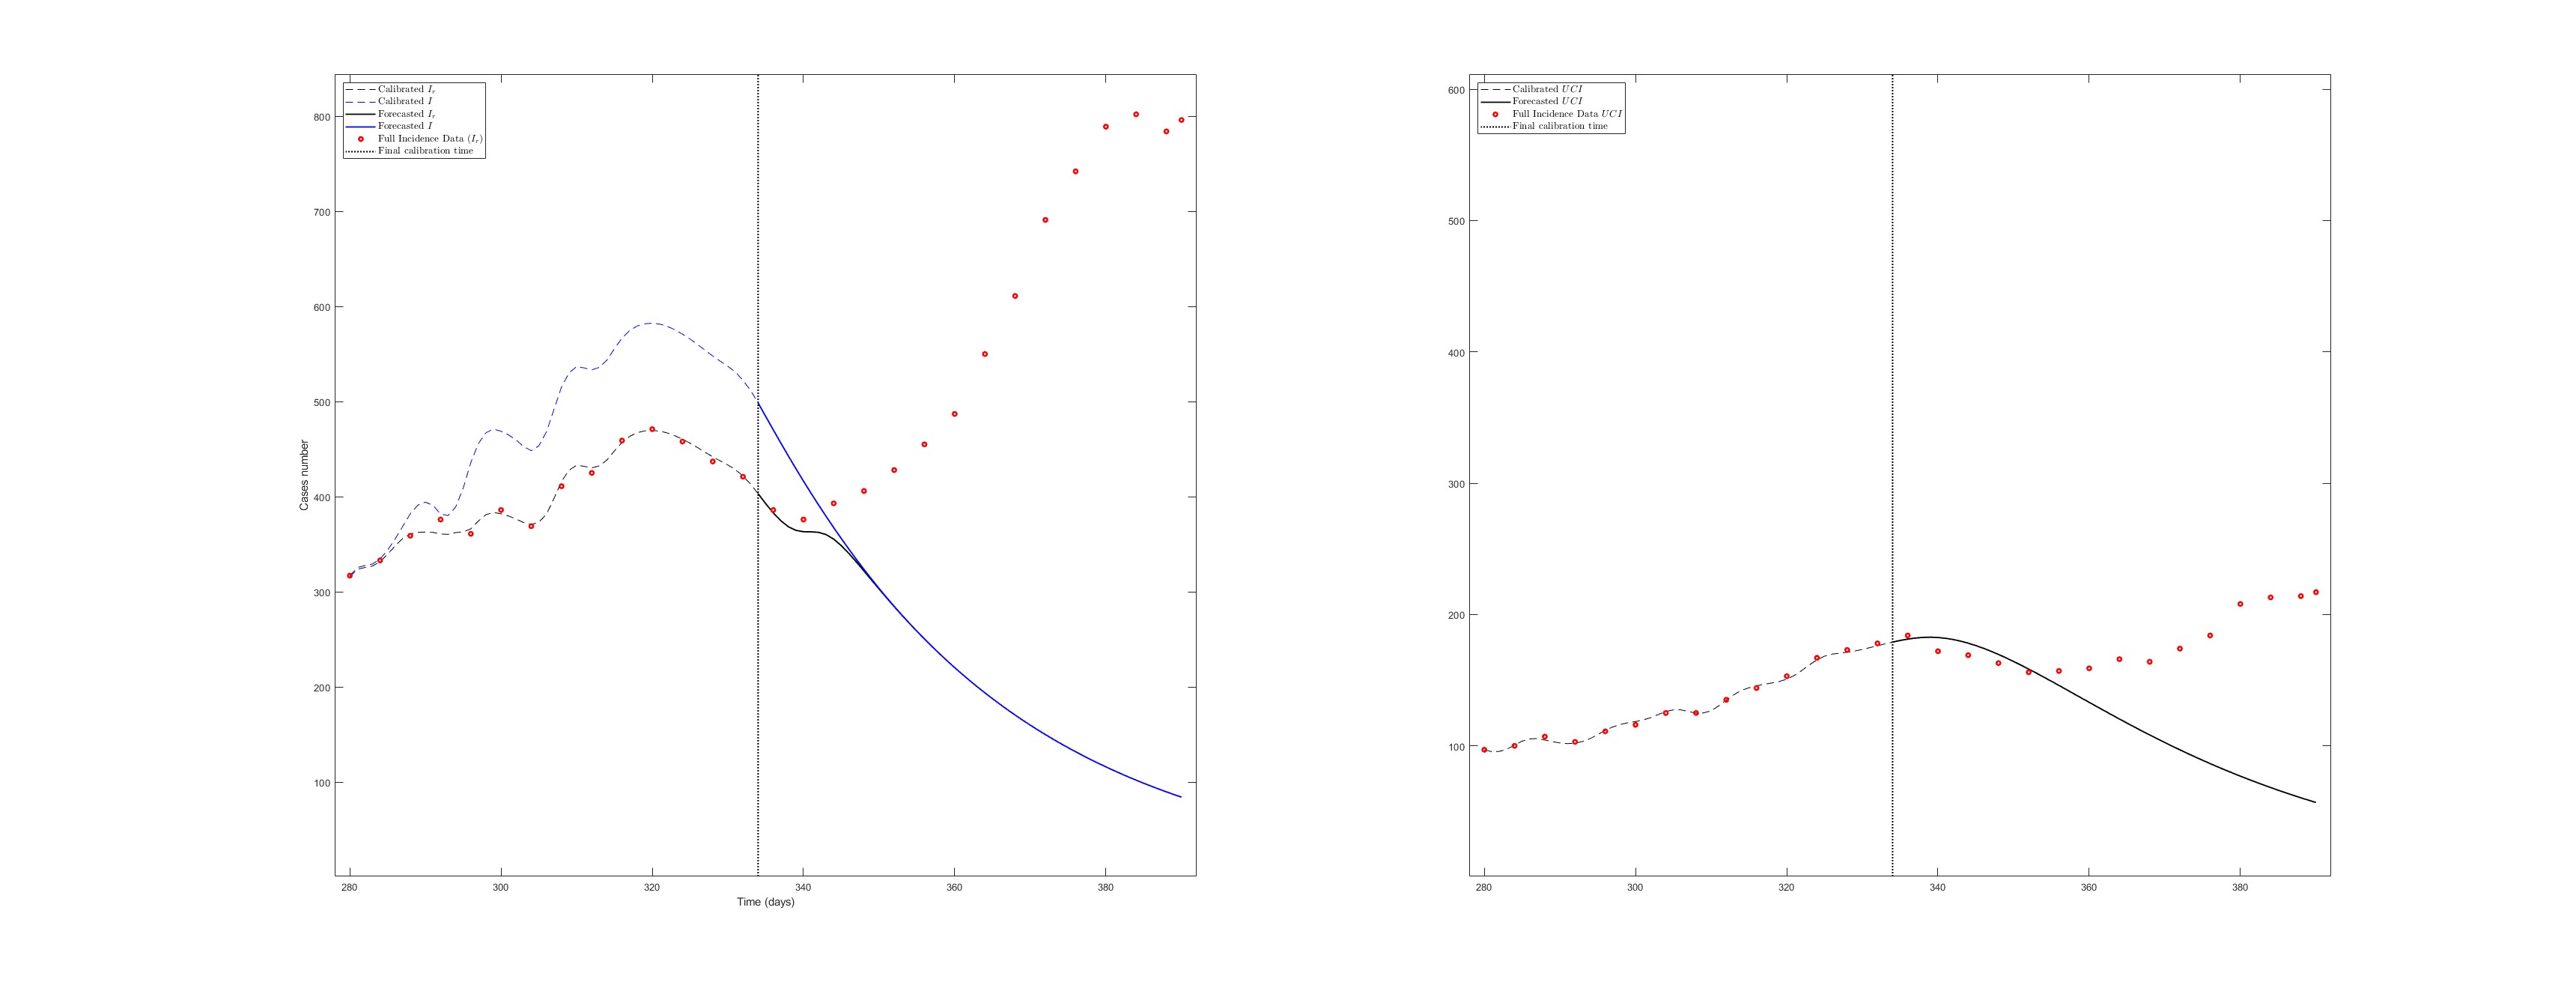 Calibrated I_r
Calibrated I
Forecasted I_r
Forecasted I
Full Incidence Data (I_r)
Final calibration time
800
700
600
500
400
300
200
100
Cases number
280 300 320 340 360 380
Time (days)
Calibrated UCI
Forecasted UCI
Full Incidence Data UCI
Final calibration time
600
500
400
300
200
100
280 300 320 340 360 380